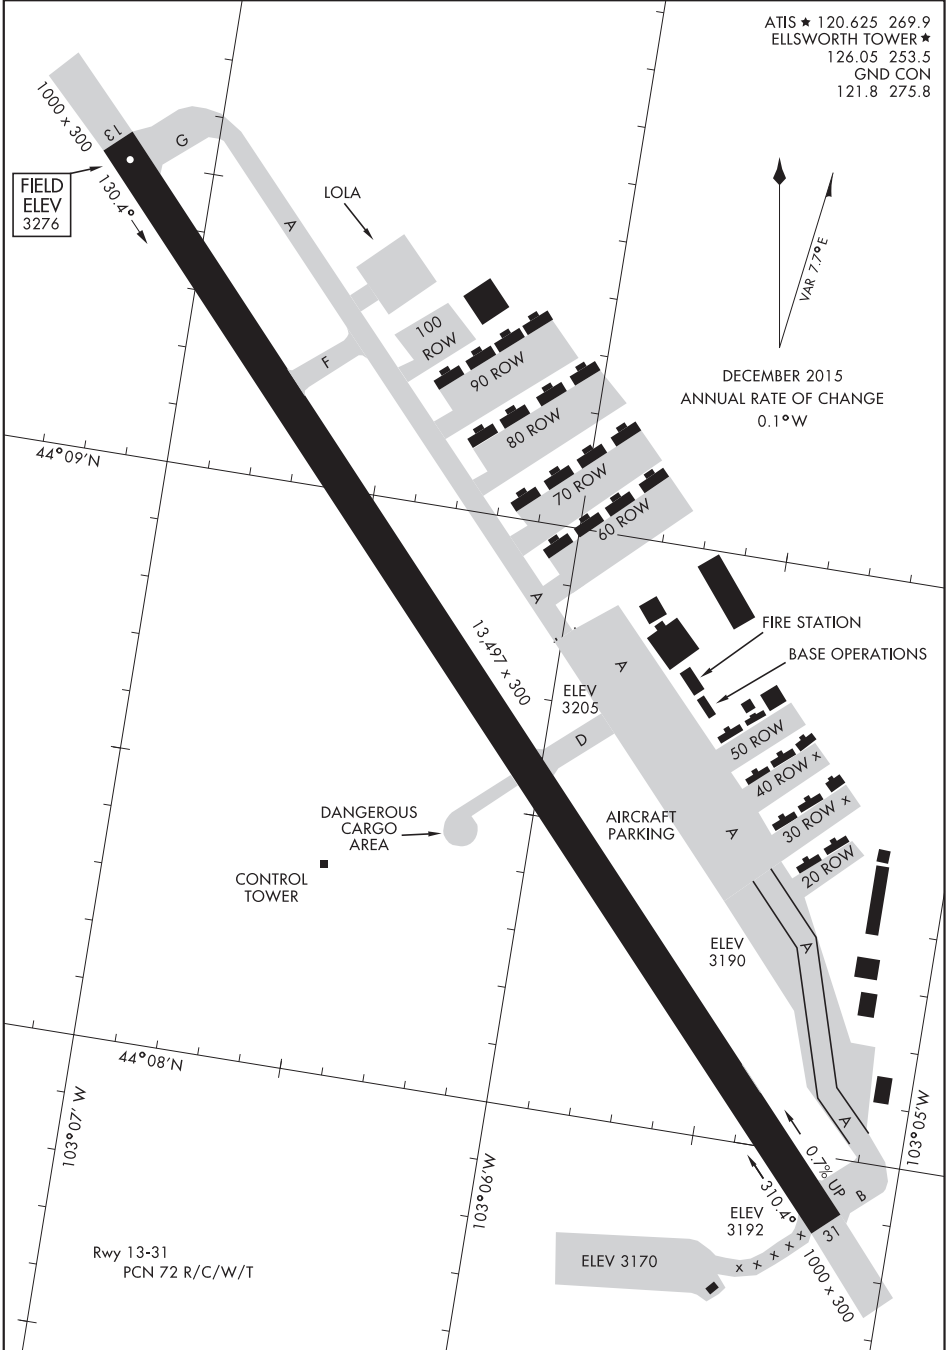 ATIS ★ 120.625 269.9
ELLSWORTH TOWER ★
126.05 253.5
GND CON
121.8 275.8
1000 x 300
13
G
FIELD
ELEV
3276
130.4°
LOLA
A
VAR 7.7° E
100
ROW
F
90 ROW
DECEMBER 2015
ANNUAL RATE OF CHANGE
0.1° W
80 ROW
44°09'N
70 ROW
60 ROW
A
13,497 x 300
FIRE STATION
BASE OPERATIONS
A
ELEV
3205
D
50 ROW
40 ROW x
30 ROW x
20 ROW
DANGEROUS
CARGO
AREA
AIRCRAFT
PARKING
A
CONTROL
TOWER
ELEV
3190
A
44°08'N
103°07' W
103°06'W
103°05'W
A
0.7% UP
310.4°
B
ELEV
3192
31
Rwy 13-31
PCN 72 R/C/W/T
ELEV 3170
x x x x x
1000 x 300